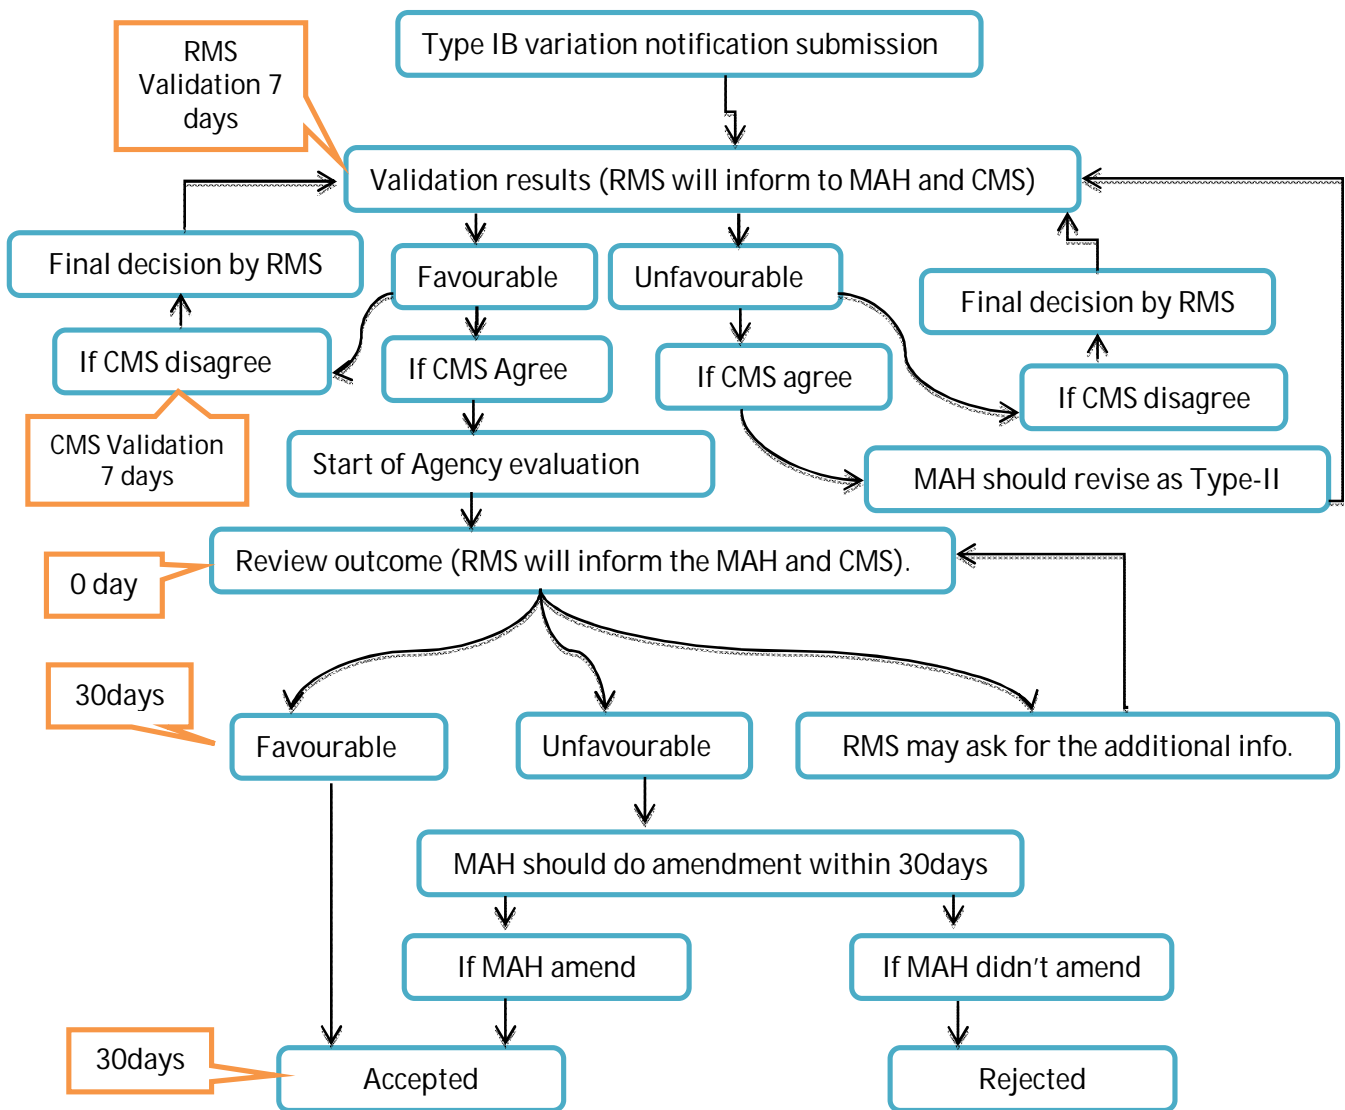 Type IB variation notification submission
RMS
Validation 7
days
Validation results (RMS will inform to MAH and CMS)
Final decision by RMS
Favourable
Unfavourable
Final decision by RMS
If CMS disagree
If CMS Agree
If CMS agree
If CMS disagree
CMS Validation
7 days
Start of Agency evaluation
MAH should revise as Type-II
Review outcome (RMS will inform the MAH and CMS).
0 day
30days
Favourable
Unfavourable
RMS may ask for the additional info.
MAH should do amendment within 30days
If MAH amend
If MAH didn't amend
30days
Accepted
Rejected